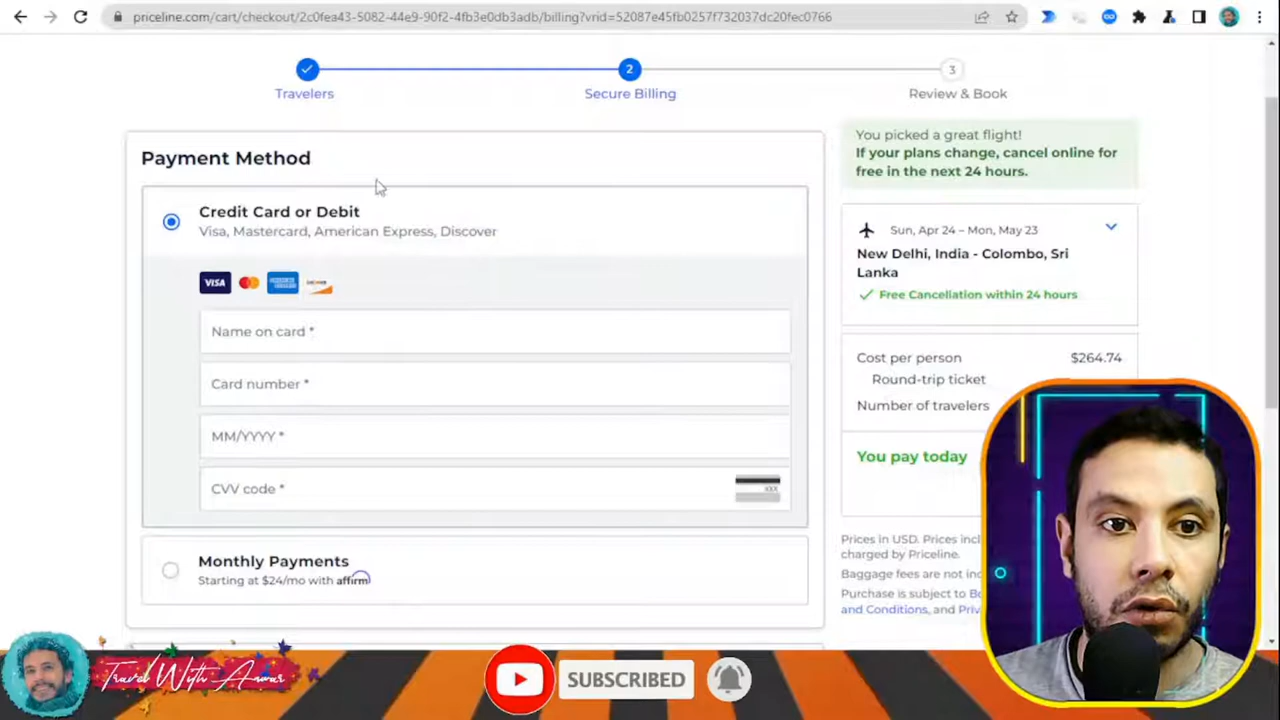 priceline.com/cart/checkout/2c0fea43-5082-44e9-90f2-4fb3e0db3adb/billing?vrid=52087e45fb0257f732037dc20fec0766
2
3
Travelers
Secure Billing
Review & Book
Payment Method
Credit Card or Debit
Visa, Mastercard, American Express, Discover
VISA
Name on card *
Card number *
MM/YYYY *
CVV code *
XXX
Monthly Payments
Starting at $24/mo with affirm
You picked a great flight!
If your plans change, cancel online for
free in the next 24 hours.
Sun, Apr 24 – Mon, May 23
New Delhi, India - Colombo, Sri
Lanka
Free Cancellation within 24 hours
Cost per person $264.74
Round-trip ticket
Number of travelers
You pay today
Prices in USD. Prices
charged by Priceline.
Baggage fees are not
Purchase is subject to
and Conditions, and
Travel With Anwar
SUBSCRIBED